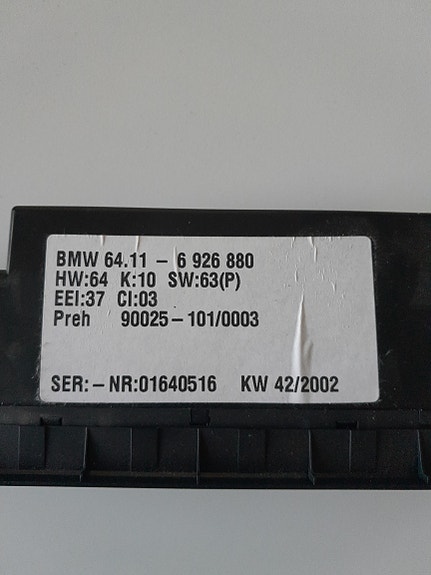 BMW 64.11 - 6 926 880
HW:64 K:10 SW:63(P)
EEI:37 CI:03
Preh 90025-101/0003
SER:-NR:01640516 KW 42/2002